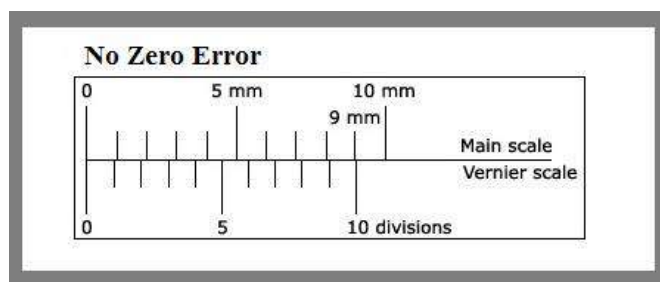 No Zero Error
0 5 mm 10 mm
9 mm
Main scale
Vernier scale
0 5 10 divisions